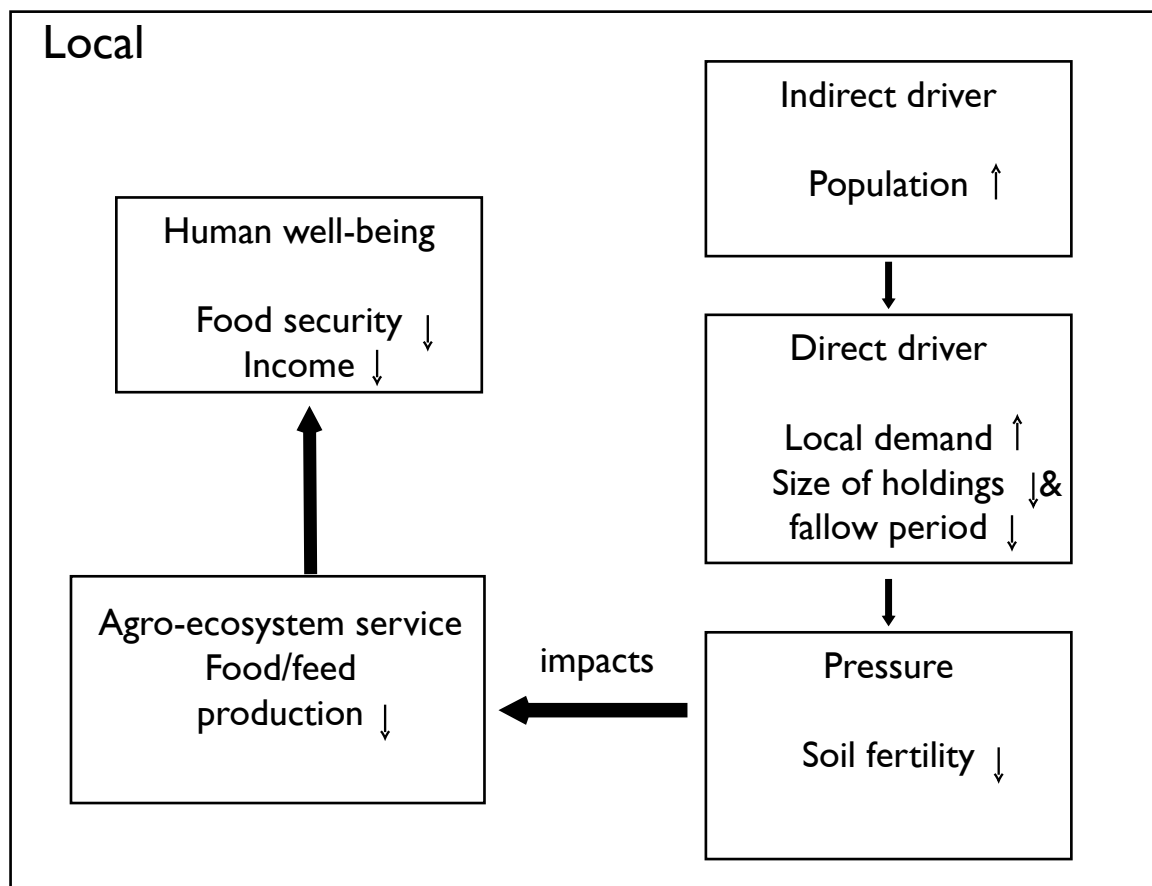 Local
Indirect driver
Population ↑
Human well-being
Food security ↓
Income ↓
Direct driver
Local demand ↑
Size of holdings ↓&
fallow period ↓
Agro-ecosystem service
Food/feed
production ↓
impacts
Pressure
Soil fertility ↓